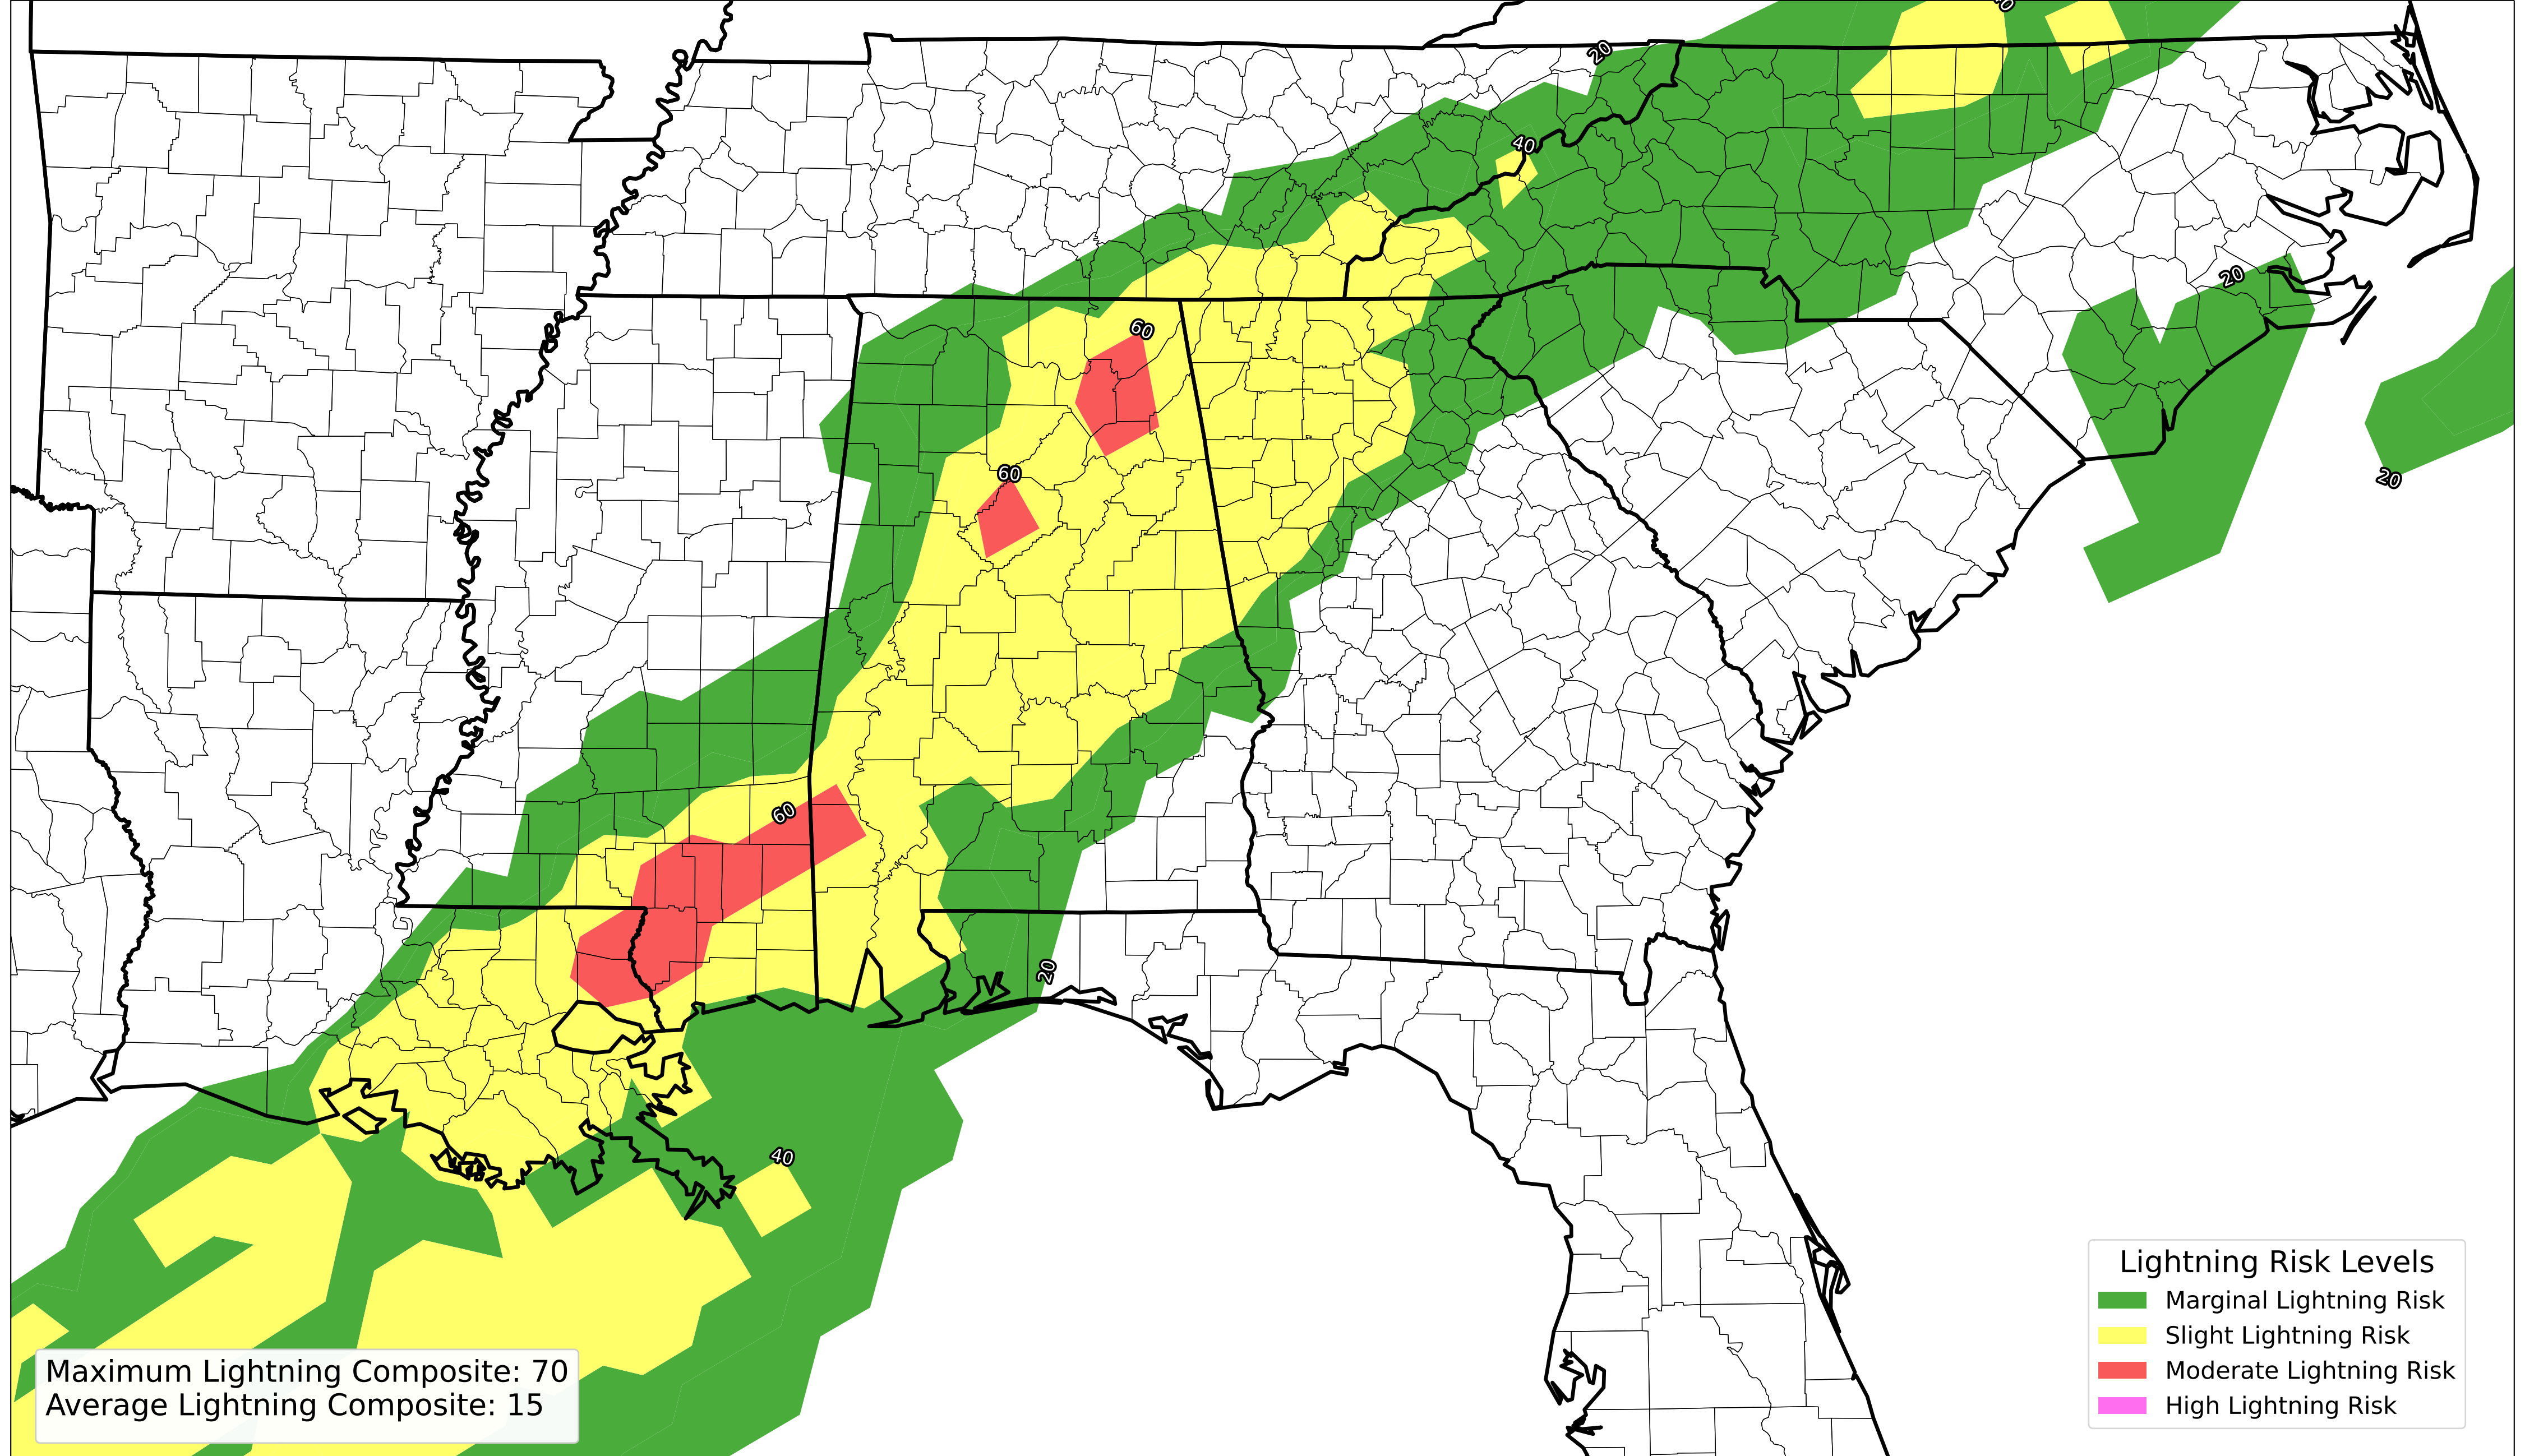 40
20
40
20
60
60
20
60
20
40
Lightning Risk Levels
Marginal Lightning Risk
Slight Lightning Risk
Moderate Lightning Risk
High Lightning Risk
Maximum Lightning Composite: 70
Average Lightning Composite: 15